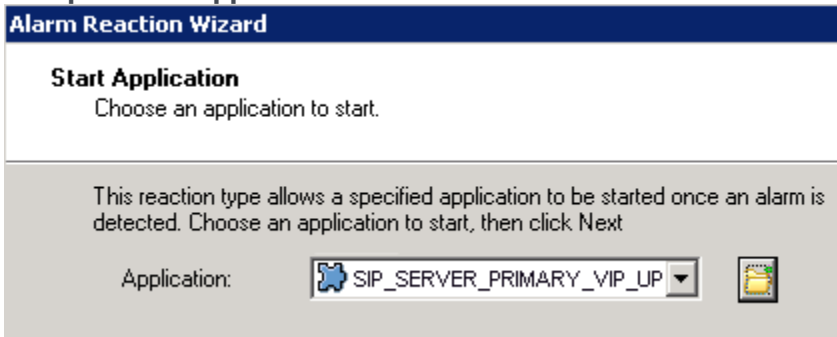 Alarm Reaction Wizard
Start Application
Choose an application to start.
This reaction type allows a specified application to be started once an alarm is
detected. Choose an application to start, then click Next
Application:
SIP_SERVER_PRIMARY_VIP_UP